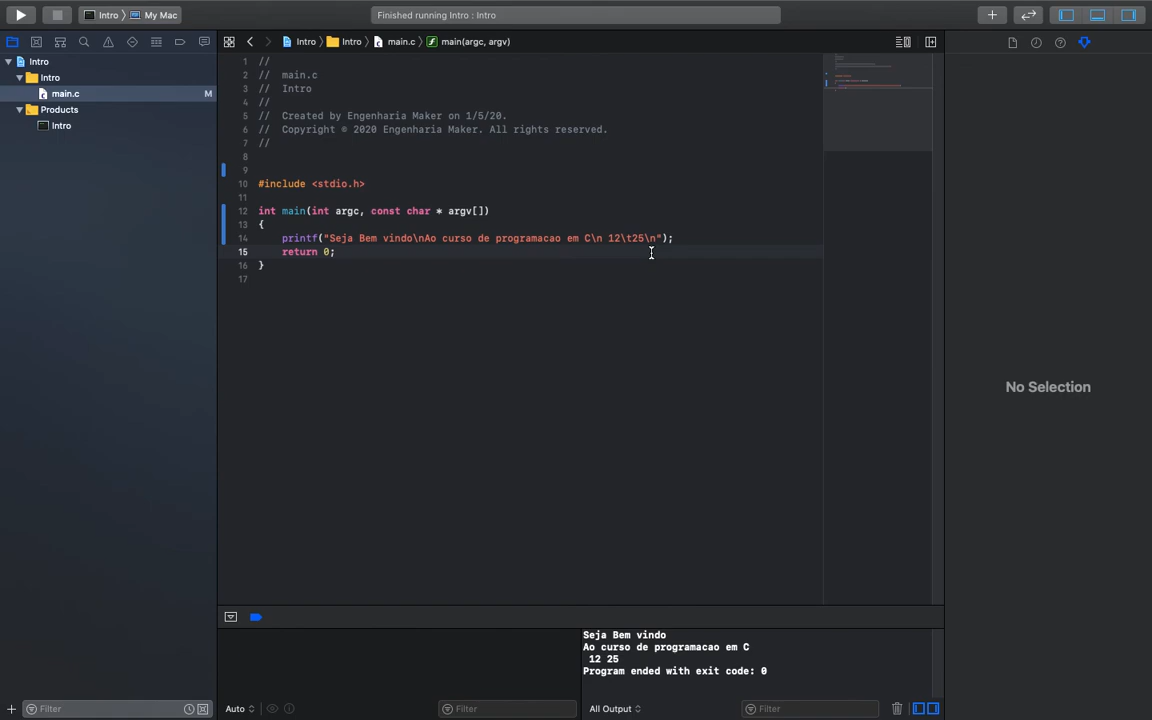 Intro My Mac
Finished running Intro : Intro
Intro Intro main.c main(argc, argv)
Intro
Intro
main.c M
Products
Intro
1 //
2 // main.c
3 // Intro
4 //
5 // Created by Engenharia Maker on 1/5/20.
6 // Copyright © 2020 Engenharia Maker. All rights reserved.
7 //
8
9
10 #include <stdio.h>
11
12 int main(int argc, const char * argv[])
13 {
14 printf("Seja Bem vindo\nAo curso de programacao em C\n 12\t25\n");
15 return 0;
16 }
17
No Selection
Seja Bem vindo
Ao curso de programacao em C
12 25
Program ended with exit code: 0
Filter
Auto
Filter
All Output
Filter